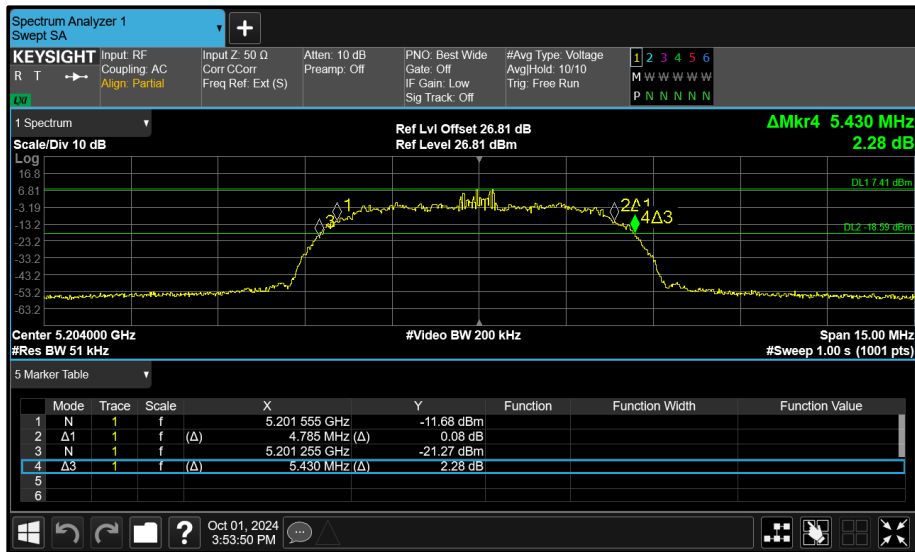 Spectrum Analyzer 1
Swept SA
KEYSIGHT
R T
LXI
Input: RF
Coupling: AC
Align: Partial
Input Z: 50 Ω
Corr CCorr
Freq Ref: Ext (S)
Atten: 10 dB
Preamp: Off
PNO: Best Wide
Gate: Off
IF Gain: Low
Sig Track: Off
#Avg Type: Voltage
Avg|Hold: 10/10
Trig: Free Run
1 2 3 4 5 6
M W W W W W
P N N N N N
1 Spectrum
Scale/Div 10 dB
Ref Lvl Offset 26.81 dB
Ref Level 26.81 dBm
ΔMkr4 5.430 MHz
2.28 dB
Log
16.8
6.81
-3.19
-13.2
-23.2
-33.2
-43.2
-53.2
-63.2
DL1 7.41 dBm
1
2Δ1
3
4Δ3
DL2 -18.59 dBm
Center 5.204000 GHz
#Video BW 200 kHz
Span 15.00 MHz
#Res BW 51 kHz
#Sweep 1.00 s (1001 pts)
5 Marker Table
Mode Trace Scale X Y Function Function Width Function Value
1 N 1 f 5.201 555 GHz -11.68 dBm
2 Δ1 1 f (Δ) 4.785 MHz (Δ) 0.08 dB
3 N 1 f 5.201 255 GHz -21.27 dBm
4 Δ3 1 f (Δ) 5.430 MHz (Δ) 2.28 dB
5
6
?
Oct 01, 2024
3:53:50 PM